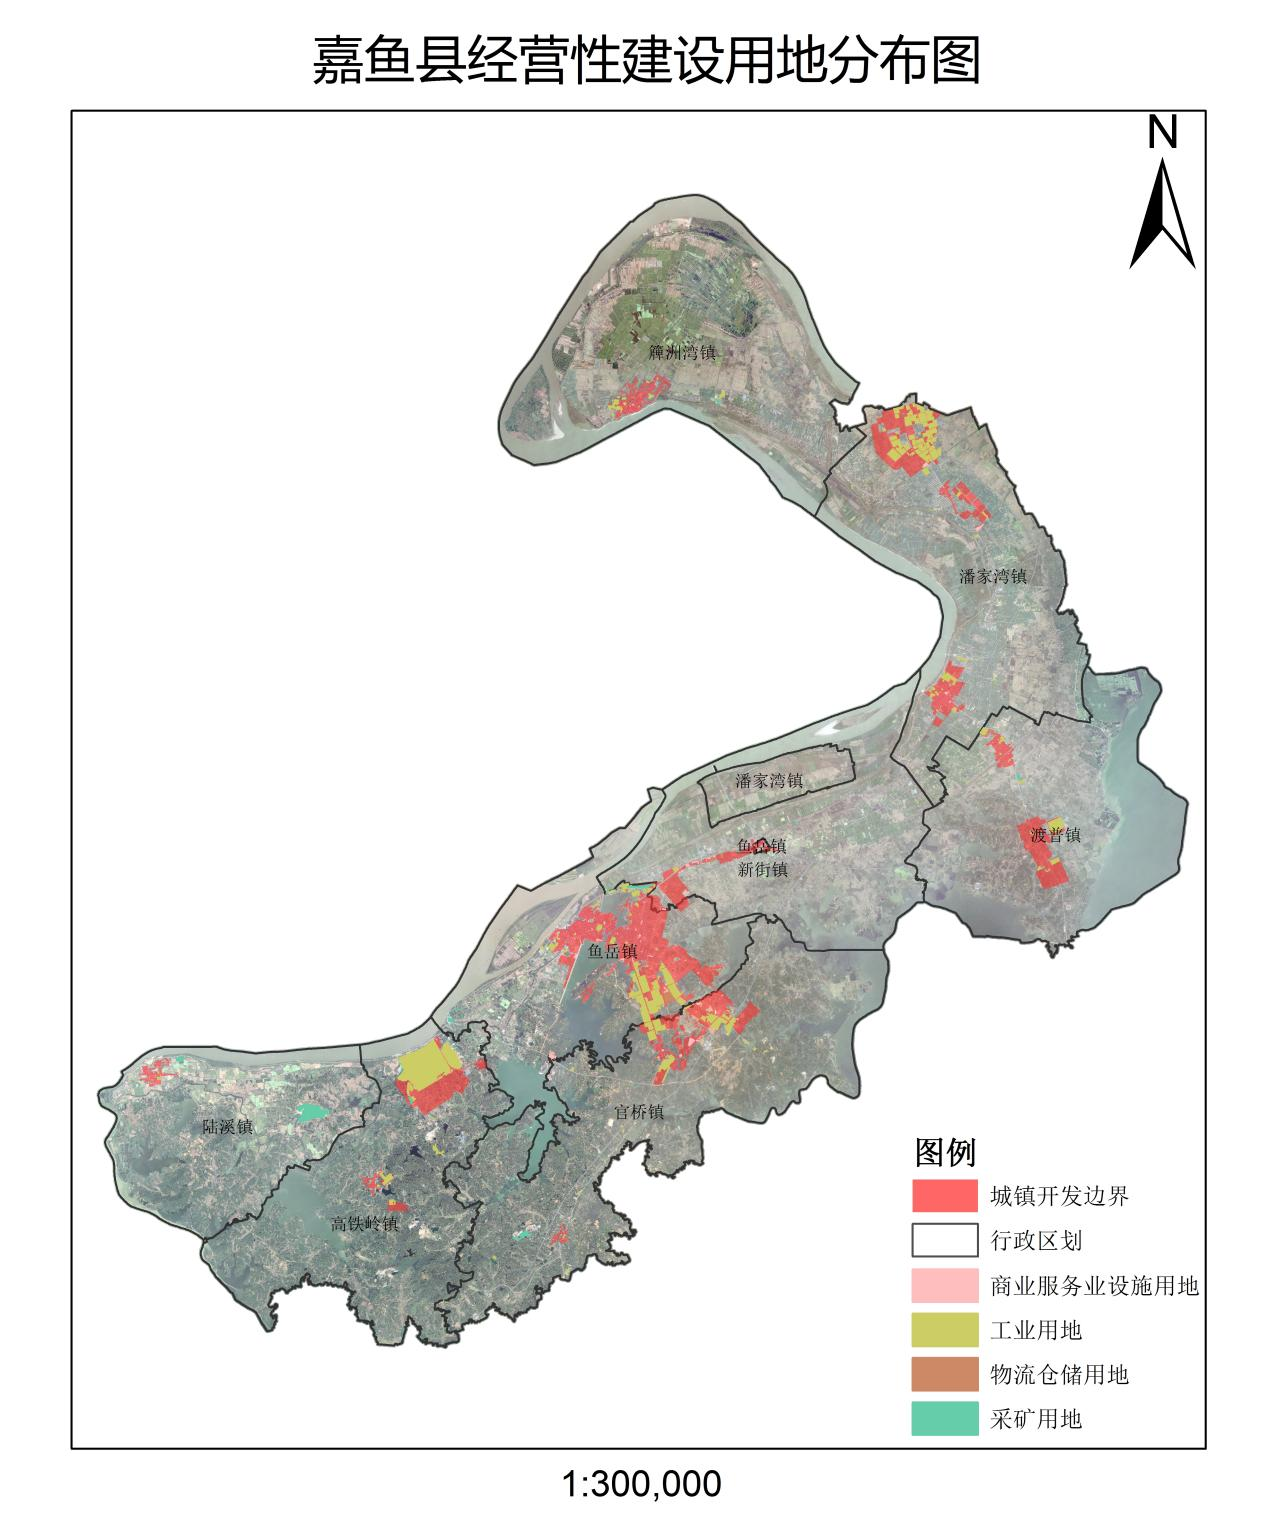 嘉鱼县经营性建设用地分布图
N
簰洲湾镇
潘家湾镇
潘家湾镇
渡普镇
鱼岳镇
新街镇
鱼岳镇
官桥镇
陆溪镇
高铁岭镇
图例
城镇开发边界
行政区划
商业服务业设施用地
工业用地
物流仓储用地
采矿用地
1:300,000